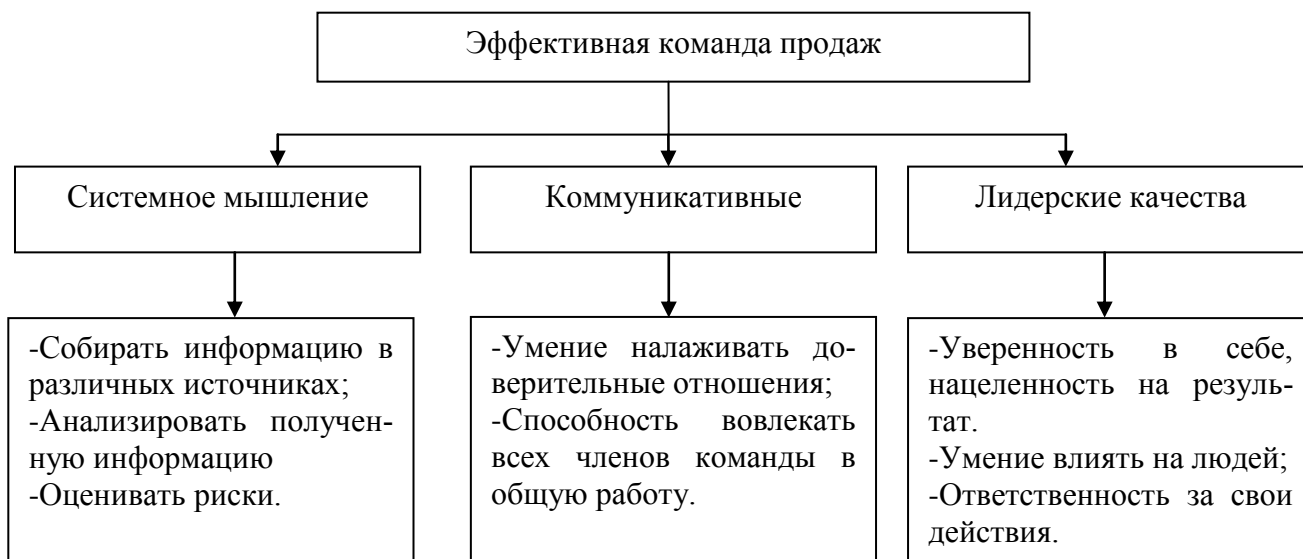 Эффективная команда продаж
Системное мышление
Коммуникативные
Лидерские качества
-Собирать информацию в
различных источниках;
-Анализировать получен-
ную информацию
-Оценивать риски.
-Умение налаживать до-
верительные отношения;
-Способность вовлекать
всех членов команды в
общую работу.
-Уверенность в себе,
нацеленность на резуль-
тат.
-Умение влиять на людей;
-Ответственность за свои
действия.